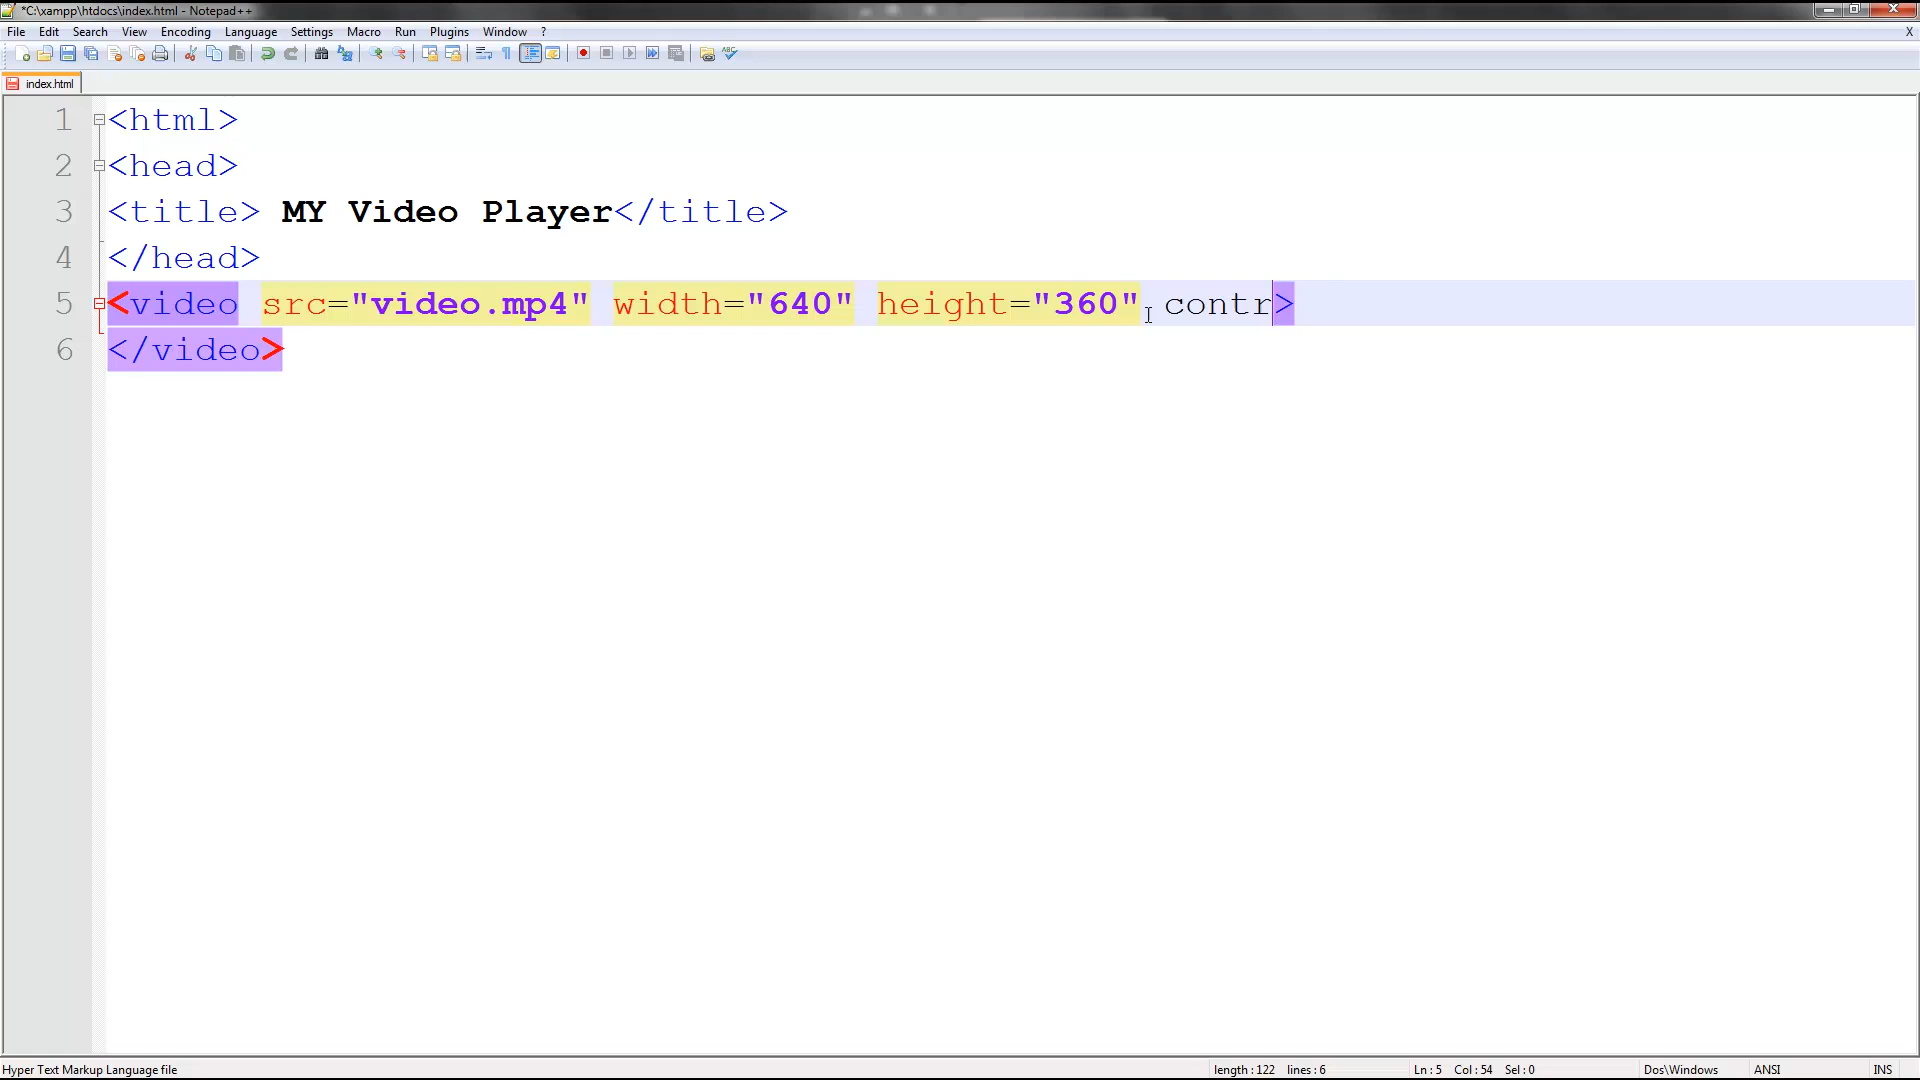 *C:\xampp\htdocs\index.html - Notepad++
File Edit Search View Encoding Language Settings Macro Run Plugins Window ? X
index.html
1 <html>
2 <head>
3 <title> MY Video Player</title>
4 </head>
5 <video src="video.mp4" width="640" height="360" contr>
6 </video>
Hyper Text Markup Language file length : 122 lines : 6 Ln : 5 Col : 54 Sel : 0 Dos\Windows ANSI INS